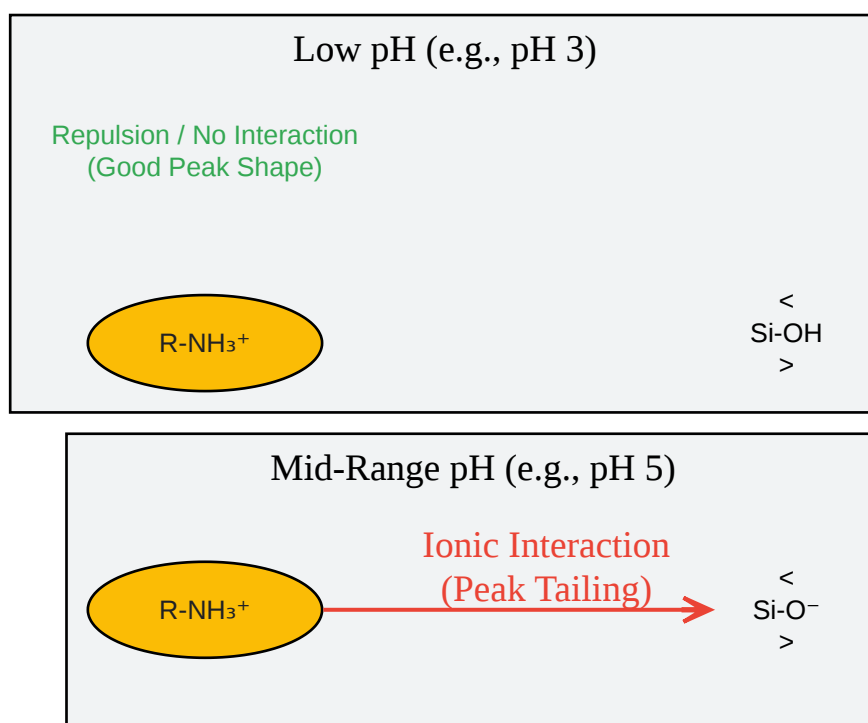 Low pH (e.g., pH 3)
Repulsion / No Interaction
(Good Peak Shape)
R-NH₃⁺
<
Si-OH
>
Mid-Range pH (e.g., pH 5)
Ionic Interaction
(Peak Tailing)
R-NH₃⁺
<
Si-O⁻
>